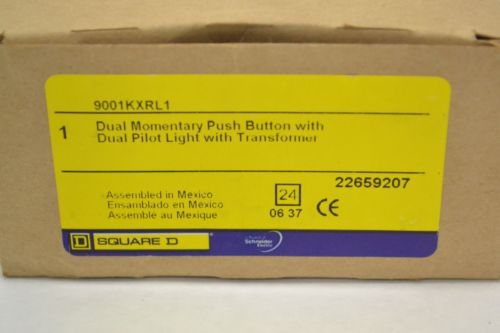 9001KXRL1
1
Dual Momentary Push Button with
Dual Pilot Light with Transformer
Assembled in Mexico
Ensamblado en México
Assemblé au Mexique
24
06 37
CE
22659207
D SQUARE D ®
Schneider
Electric